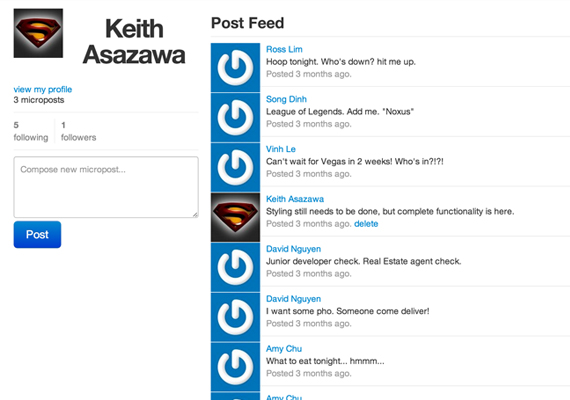 Keith
Asazawa
view my profile
3 microposts
5
following
1
followers
Compose new micropost...
Post
Post Feed
Ross Lim
Hoop tonight. Who's down? hit me up.
Posted 3 months ago.
Song Dinh
League of Legends. Add me. "Noxus"
Posted 3 months ago.
Vinh Le
Can't wait for Vegas in 2 weeks! Who's in?!?!
Posted 3 months ago.
Keith Asazawa
Styling still needs to be done, but complete functionality is here.
Posted 3 months ago. delete
David Nguyen
Junior developer check. Real Estate agent check.
Posted 3 months ago.
David Nguyen
I want some pho. Someone come deliver!
Posted 3 months ago.
Amy Chu
What to eat tonight... hmmm...
Posted 3 months ago.
Amy Chu